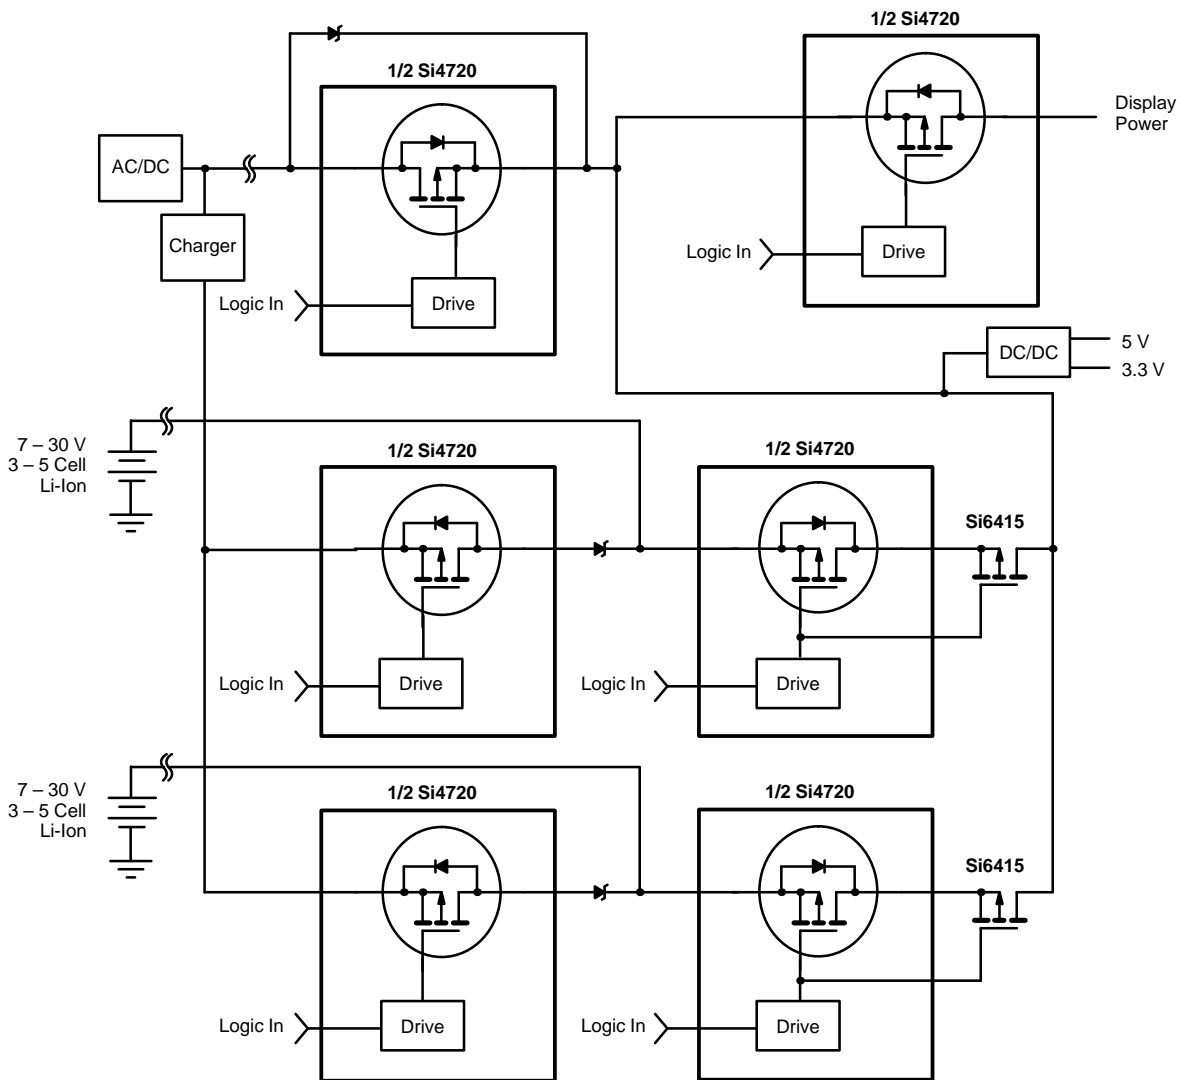 1/2 Si4720
1/2 Si4720
Display
Power
AC/DC
Charger
Logic In
Drive
Logic In
Drive
DC/DC
5 V
3.3 V
7 – 30 V
3 – 5 Cell
Li-Ion
1/2 Si4720
1/2 Si4720
Si6415
Logic In
Drive
Logic In
Drive
7 – 30 V
3 – 5 Cell
Li-Ion
1/2 Si4720
1/2 Si4720
Si6415
Logic In
Drive
Logic In
Drive